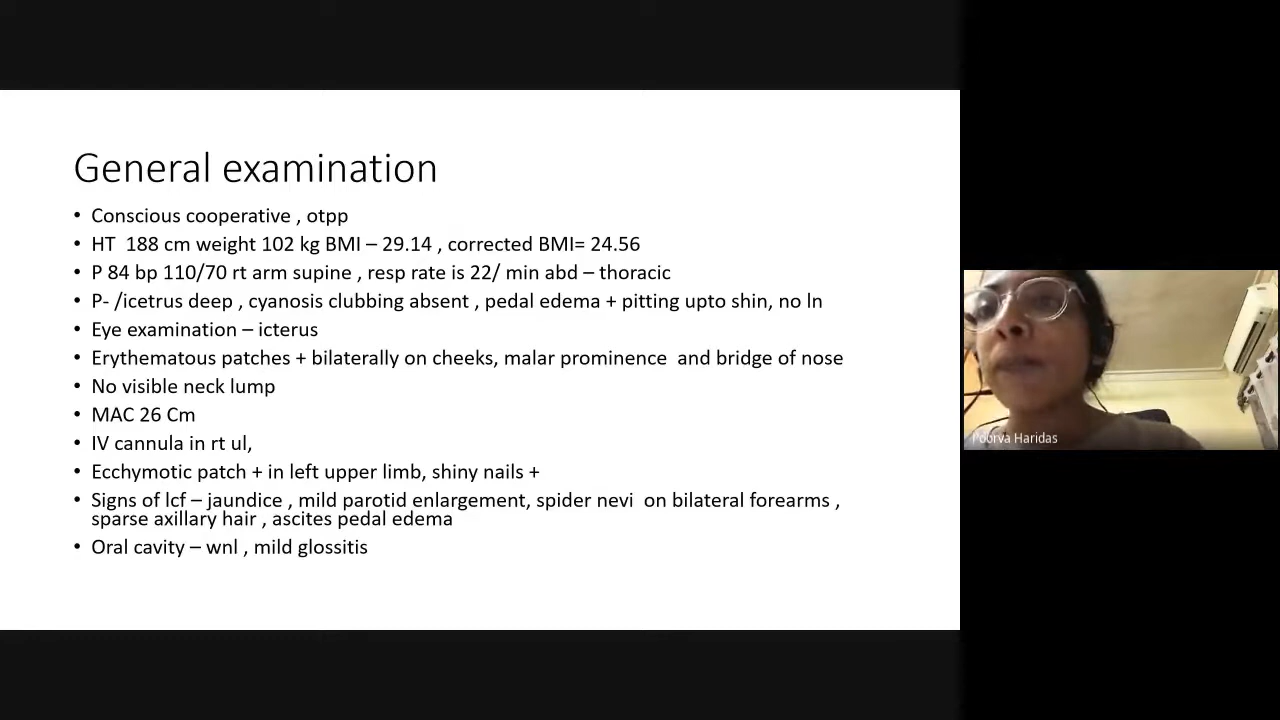 General examination
• Conscious cooperative , otpp
• HT  188 cm weight 102 kg BMI – 29.14 , corrected BMI= 24.56
• P 84 bp 110/70 rt arm supine , resp rate is 22/ min abd – thoracic
• P- /icetrus deep , cyanosis clubbing absent , pedal edema + pitting upto shin, no ln
• Eye examination – icterus
• Erythematous patches + bilaterally on cheeks, malar prominence  and bridge of nose
• No visible neck lump
• MAC 26 Cm
• IV cannula in rt ul,
• Ecchymotic patch + in left upper limb, shiny nails +
• Signs of lcf – jaundice , mild parotid enlargement, spider nevi  on bilateral forearms ,
sparse axillary hair , ascites pedal edema
• Oral cavity – wnl , mild glossitis
Poorva Haridas